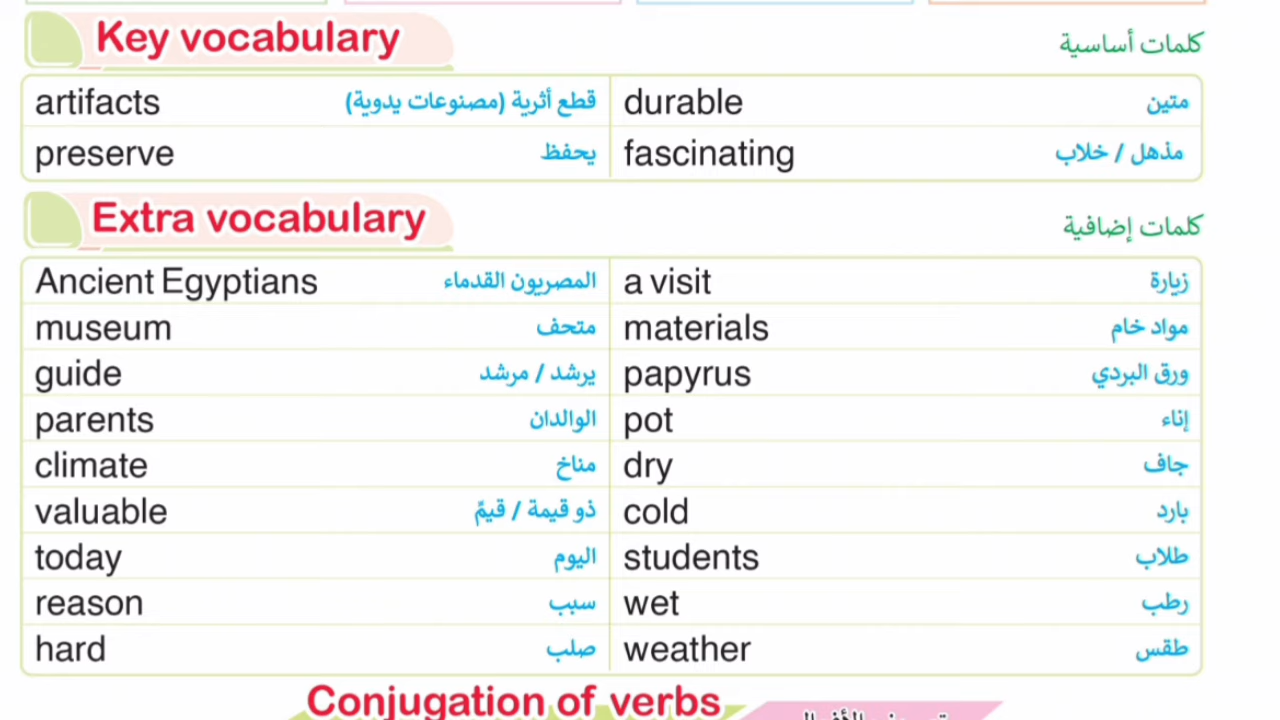 Key vocabulary كلمات أساسية
artifacts قطع أثرية (مصنوعات يدوية) durable متين
preserve يحفظ fascinating مذهل / خلاب
Extra vocabulary كلمات إضافية
Ancient Egyptians المصريون القدماء a visit زيارة
museum متحف materials مواد خام
guide يرشد / مرشد papyrus ورق البردي
parents الوالدان pot إناء
climate مناخ dry جاف
valuable ذو قيمة / قيمٌ cold بارد
today اليوم students طلاب
reason سبب wet رطب
hard صلب weather طقس
Conjugation of verbs